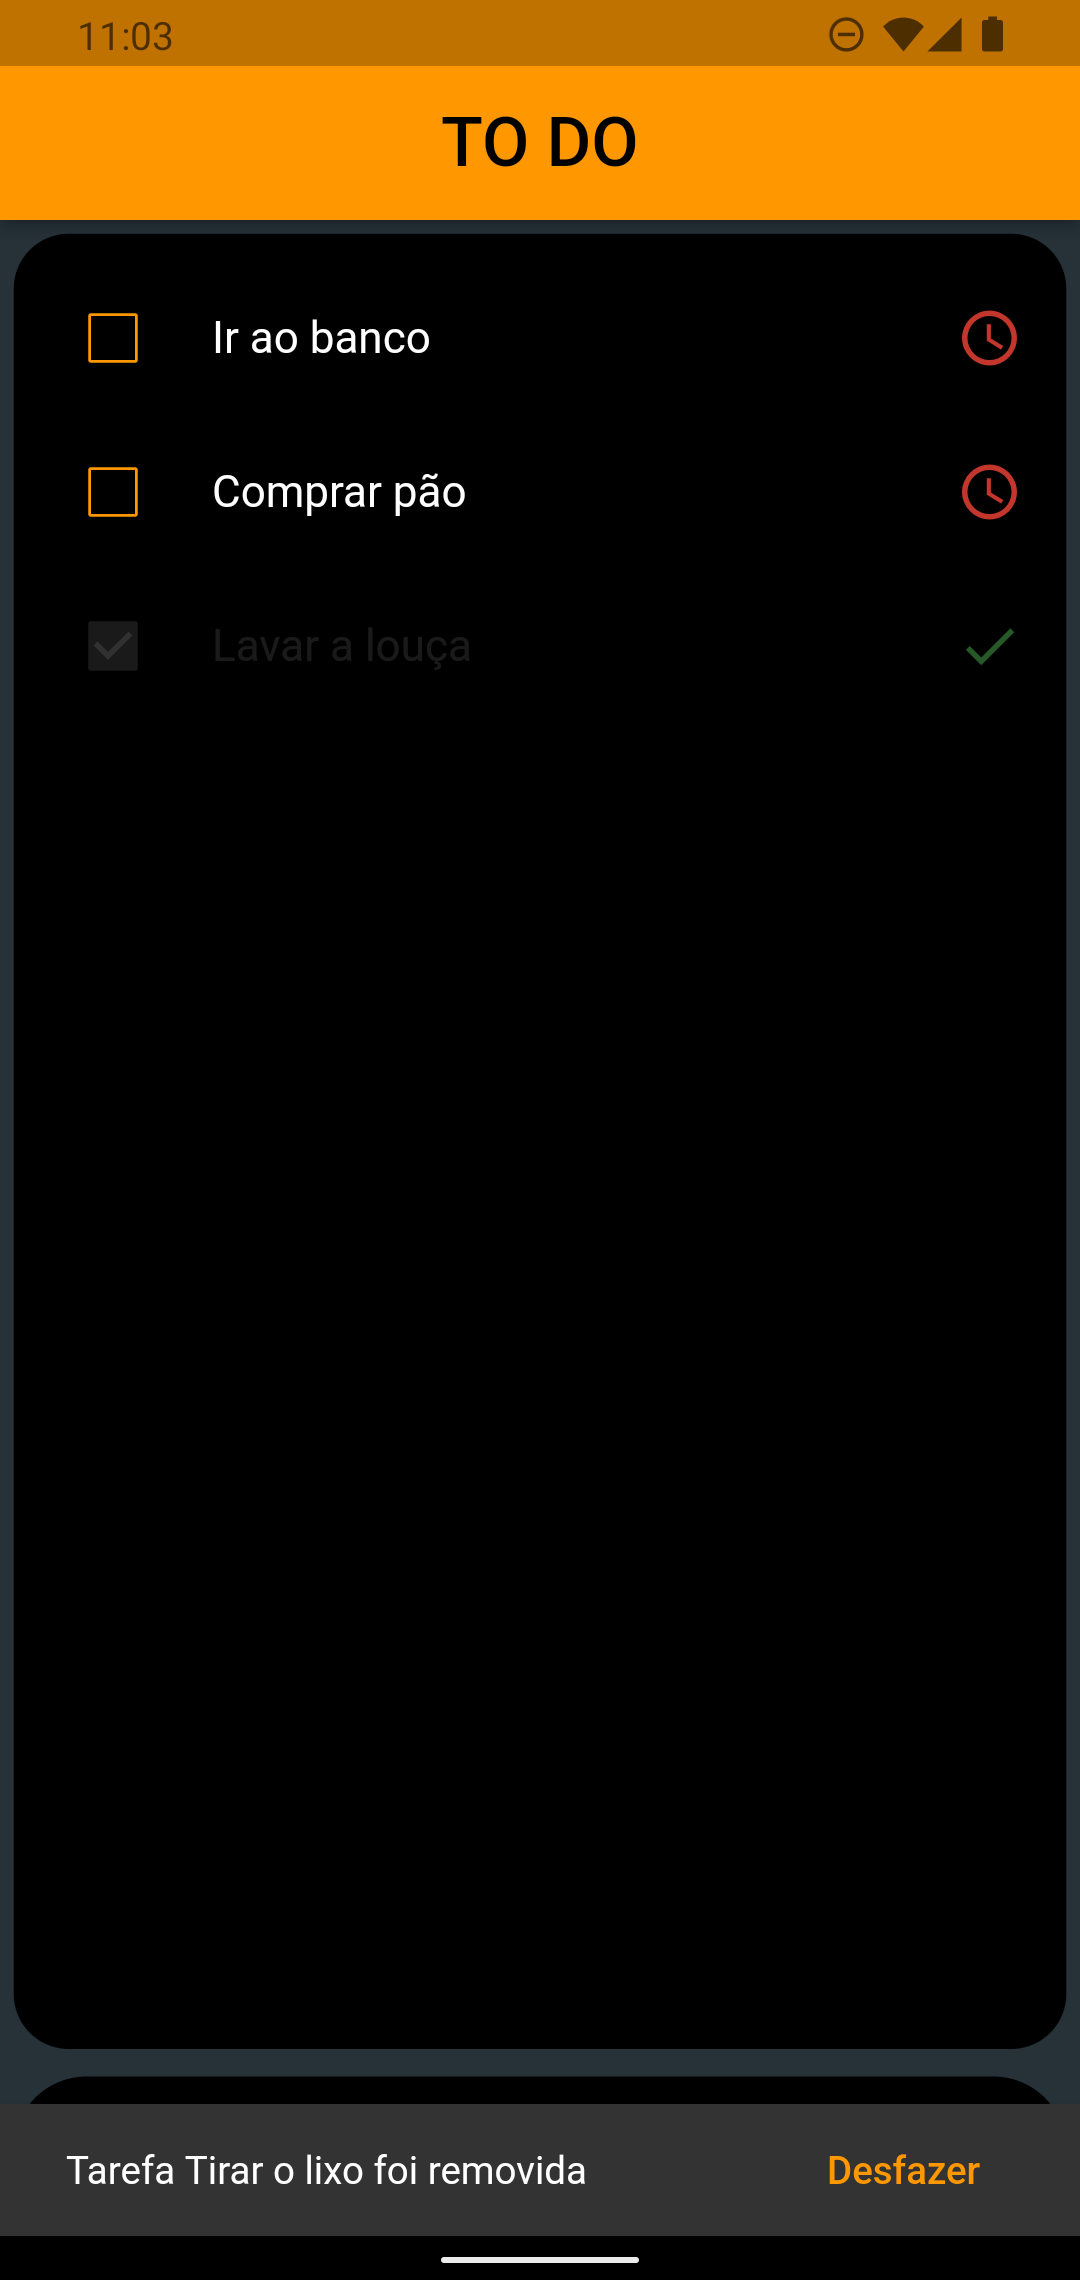 11:03
TO DO
Ir ao banco
Comprar pão
Lavar a louça
Tarefa Tirar o lixo foi removida
Desfazer